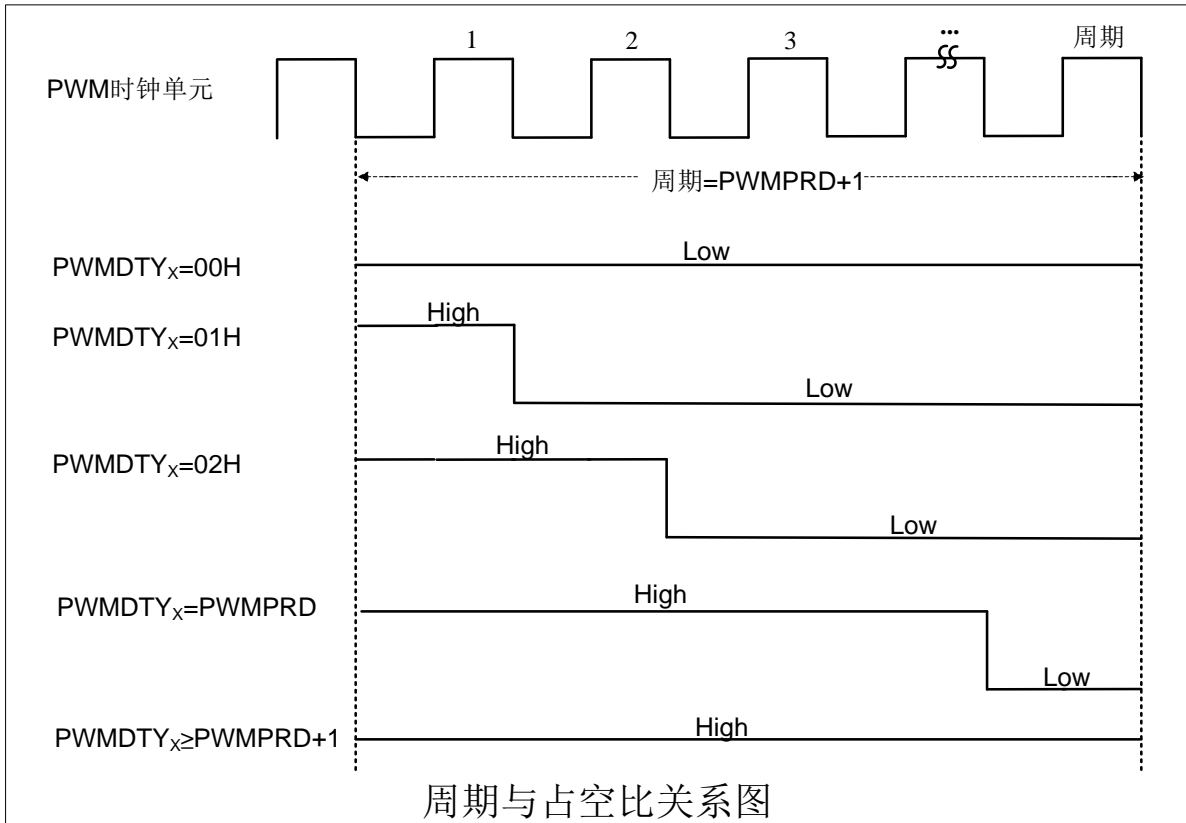 1 2 3 ... 周期
PWM时钟单元
周期=PWMPRD+1
PWMDTYX=00H Low
PWMDTYX=01H High Low
PWMDTYX=02H High Low
PWMDTYX=PWMPRD High Low
PWMDTYX≥PWMPRD+1 High
周期与占空比关系图